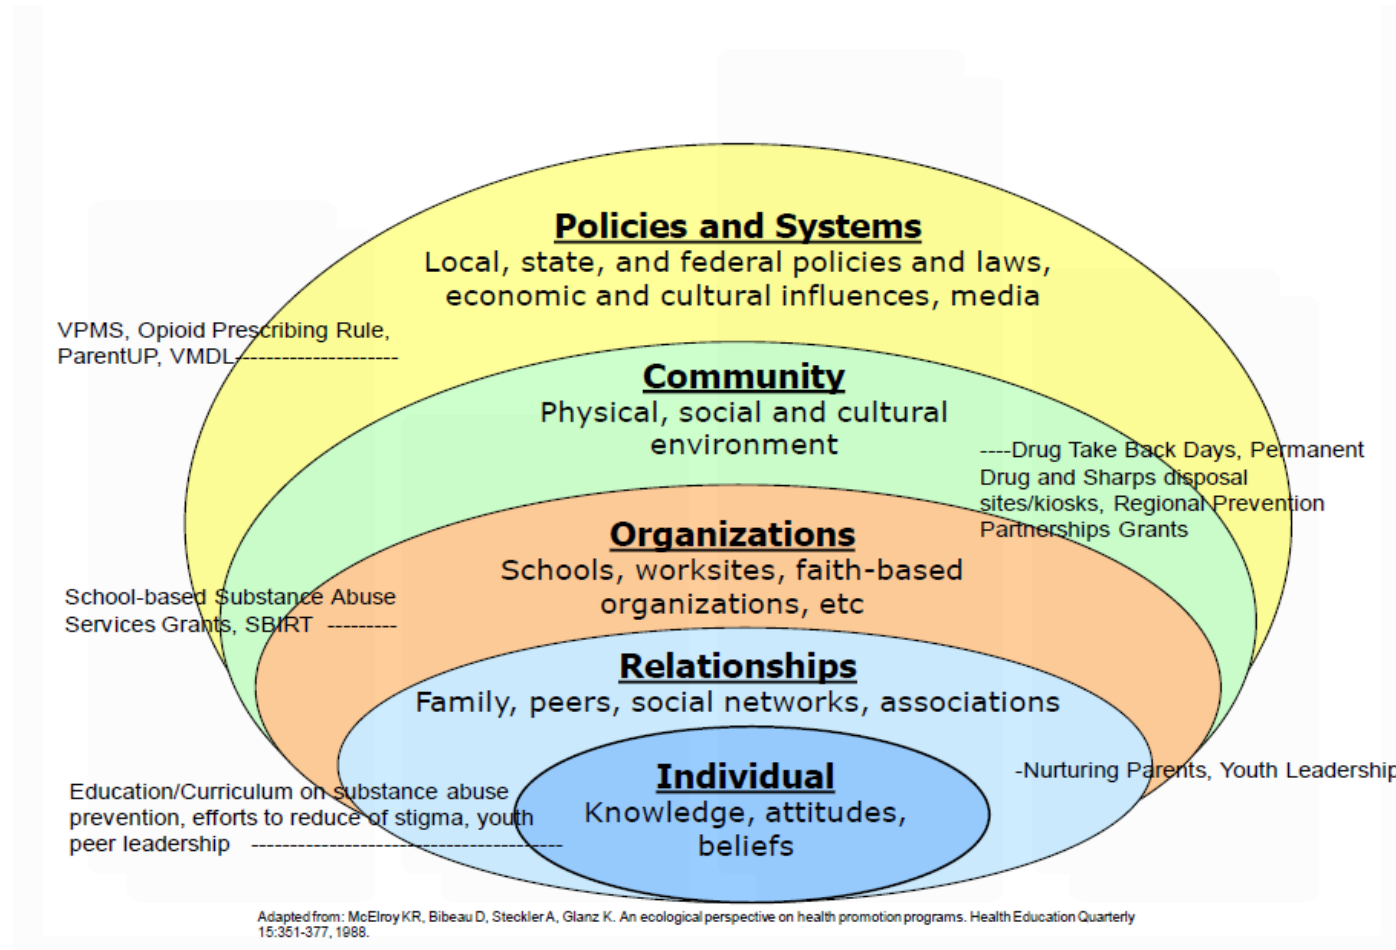 Policies and Systems
Local, state, and federal policies and laws,
economic and cultural influences, media
VPMS, Opioid Prescribing Rule,
ParentUP, VMDL---------------------
Community
Physical, social and cultural
environment
----Drug Take Back Days, Permanent
Drug and Sharps disposal
sites/kiosks, Regional Prevention
Partnerships Grants
Organizations
Schools, worksites, faith-based
organizations, etc
School-based Substance Abuse
Services Grants, SBIRT ---------
Relationships
Family, peers, social networks, associations
-Nurturing Parents, Youth Leadership
Individual
Knowledge, attitudes,
beliefs
Education/Curriculum on substance abuse
prevention, efforts to reduce of stigma, youth
peer leadership ----------------------------------------
Adapted from: McElroy KR, Bibeau D, Steckler A, Glanz K. An ecological perspective on health promotion programs. Health Education Quarterly
15:351-377, 1988.